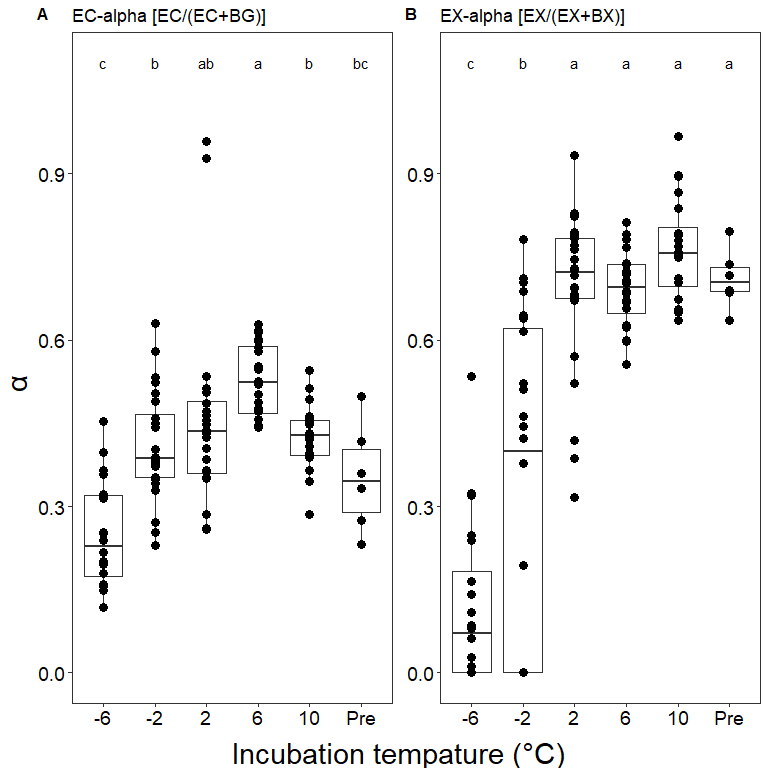 A EC-alpha [EC/(EC+BG)]
B EX-alpha [EX/(EX+BX)]
c b ab a b bc
c b a a a a
0.9
0.6
0.3
0.0
0.9
0.6
0.3
0.0
α
-6 -2 2 6 10 Pre
-6 -2 2 6 10 Pre
Incubation tempature (°C)